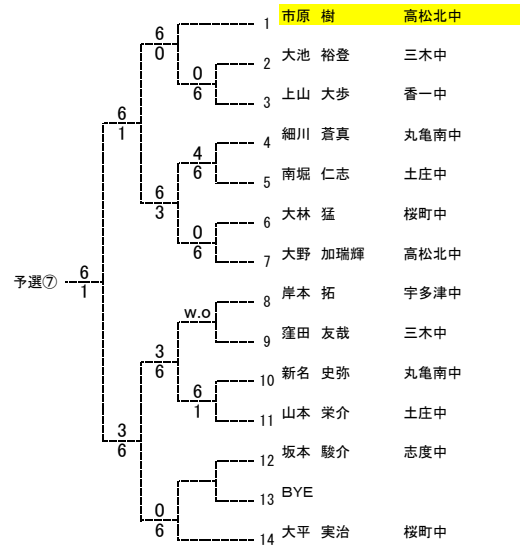 1 市原 樹 高松北中
6
0
2 大池 裕登 三木中
0
6
3 上山 大歩 香一中
6
1
4 細川 蒼真 丸亀南中
4
6
5 南堀 仁志 土庄中
6
3
6 大林 猛 桜町中
0
6
7 大野 加瑞輝 高松北中
予選⑦
6
1
8 岸本 拓 宇多津中
w.o
9 窪田 友哉 三木中
3
6
10 新名 史弥 丸亀南中
6
1
11 山本 栄介 土庄中
3
6
12 坂本 駿介 志度中
13 BYE
0
6
14 大平 実治 桜町中